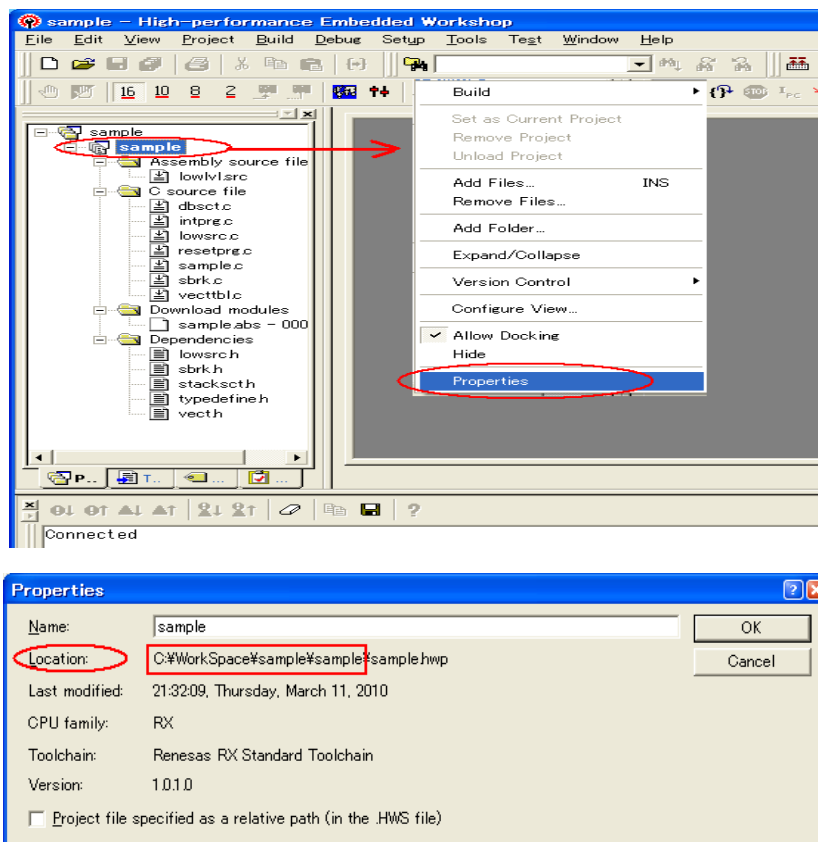 sample - High-performance Embedded Workshop
File Edit View Project Build Debug Setup Tools Test Window Help
16 10 8 2
sample
sample
Assembly source file
lowlvl.src
C source file
dbsct.c
intprg.c
lowsrc.c
resetprg.c
sample.c
sbrk.c
vecttbl.c
Download modules
sample.abs - 000
Dependencies
lowsrc.h
sbrk.h
stacksct.h
typedefine.h
vect.h
P.. T.. ... ...
Build
Set as Current Project
Remove Project
Unload Project
Add Files... INS
Remove Files...
Add Folder...
Expand/Collapse
Version Control
Configure View...
Allow Docking
Hide
Properties
Connected
Properties
Name: sample
OK
Location: C:¥WorkSpace¥sample¥sample¥sample.hwp
Cancel
Last modified: 21:32:09, Thursday, March 11, 2010
CPU family: RX
Toolchain: Renesas RX Standard Toolchain
Version: 1.0.1.0
Project file specified as a relative path (in the .HWS file)